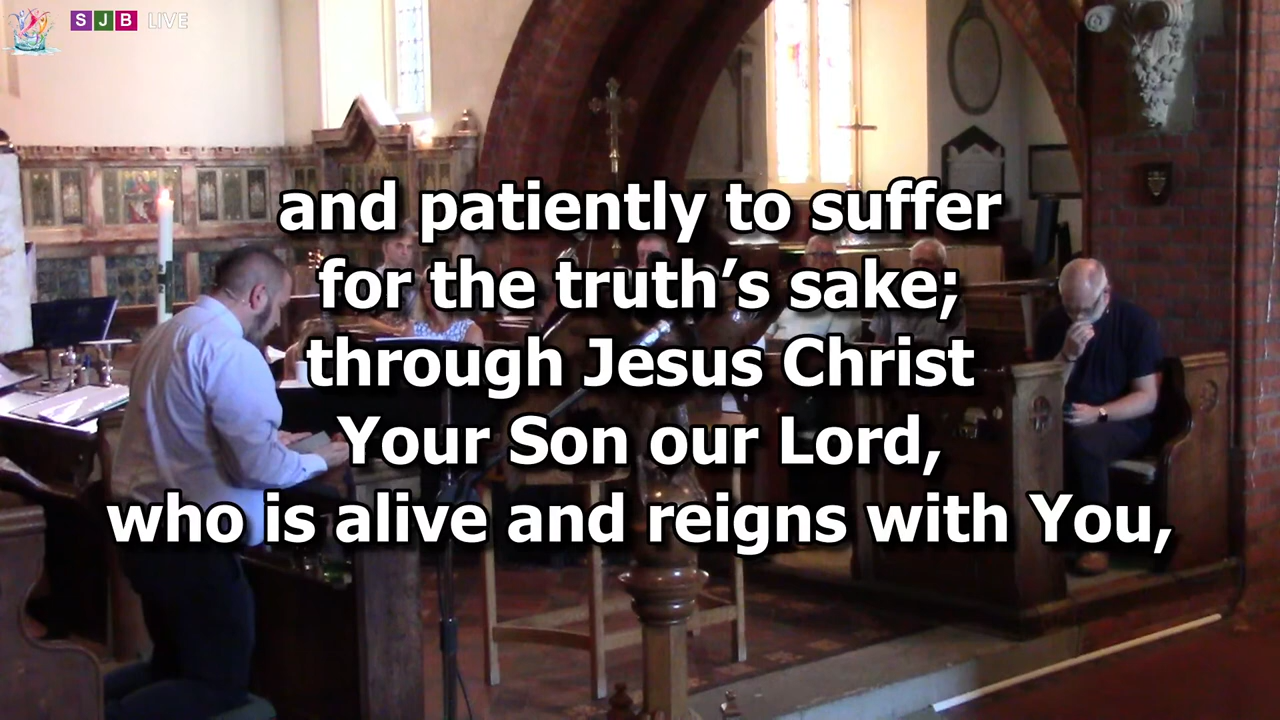 SJB LIVE
and patiently to suffer
for the truth’s sake;
through Jesus Christ
Your Son our Lord,
who is alive and reigns with You,